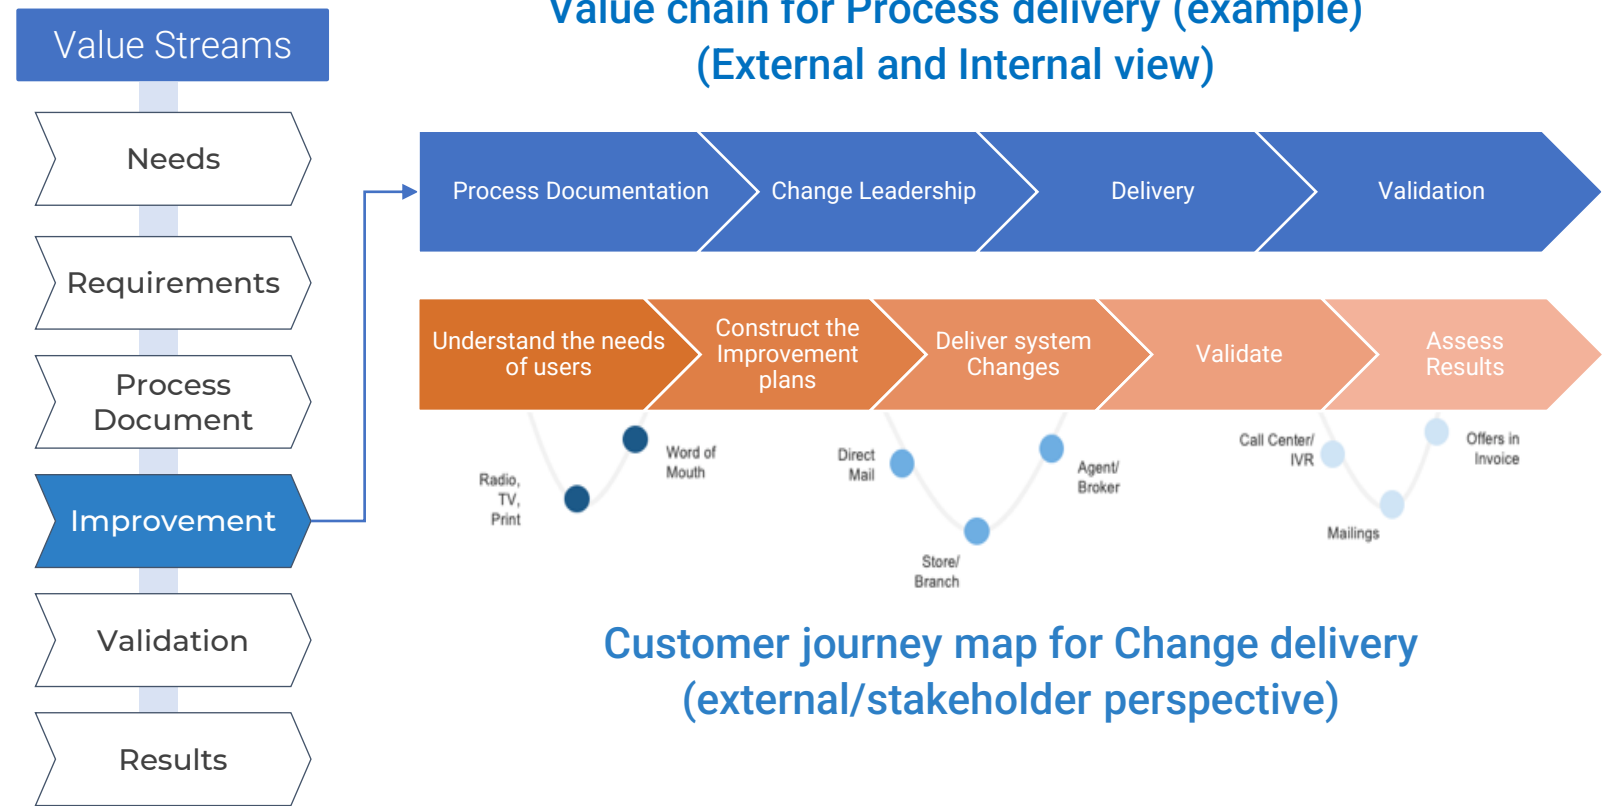 Value chain for Process delivery (example)
(External and Internal view)
Value Streams
Needs
Requirements
Process
Document
Improvement
Validation
Results
Process Documentation
Change Leadership
Delivery
Validation
Understand the needs
of users
Construct the
Improvement
plans
Deliver system
Changes
Validate
Assess
Results
Radio,
TV,
Print
Word of
Mouth
Direct
Mail
Store/
Branch
Agent/
Broker
Call Center/
IVR
Mailings
Offers in
Invoice
Customer journey map for Change delivery
(external/stakeholder perspective)